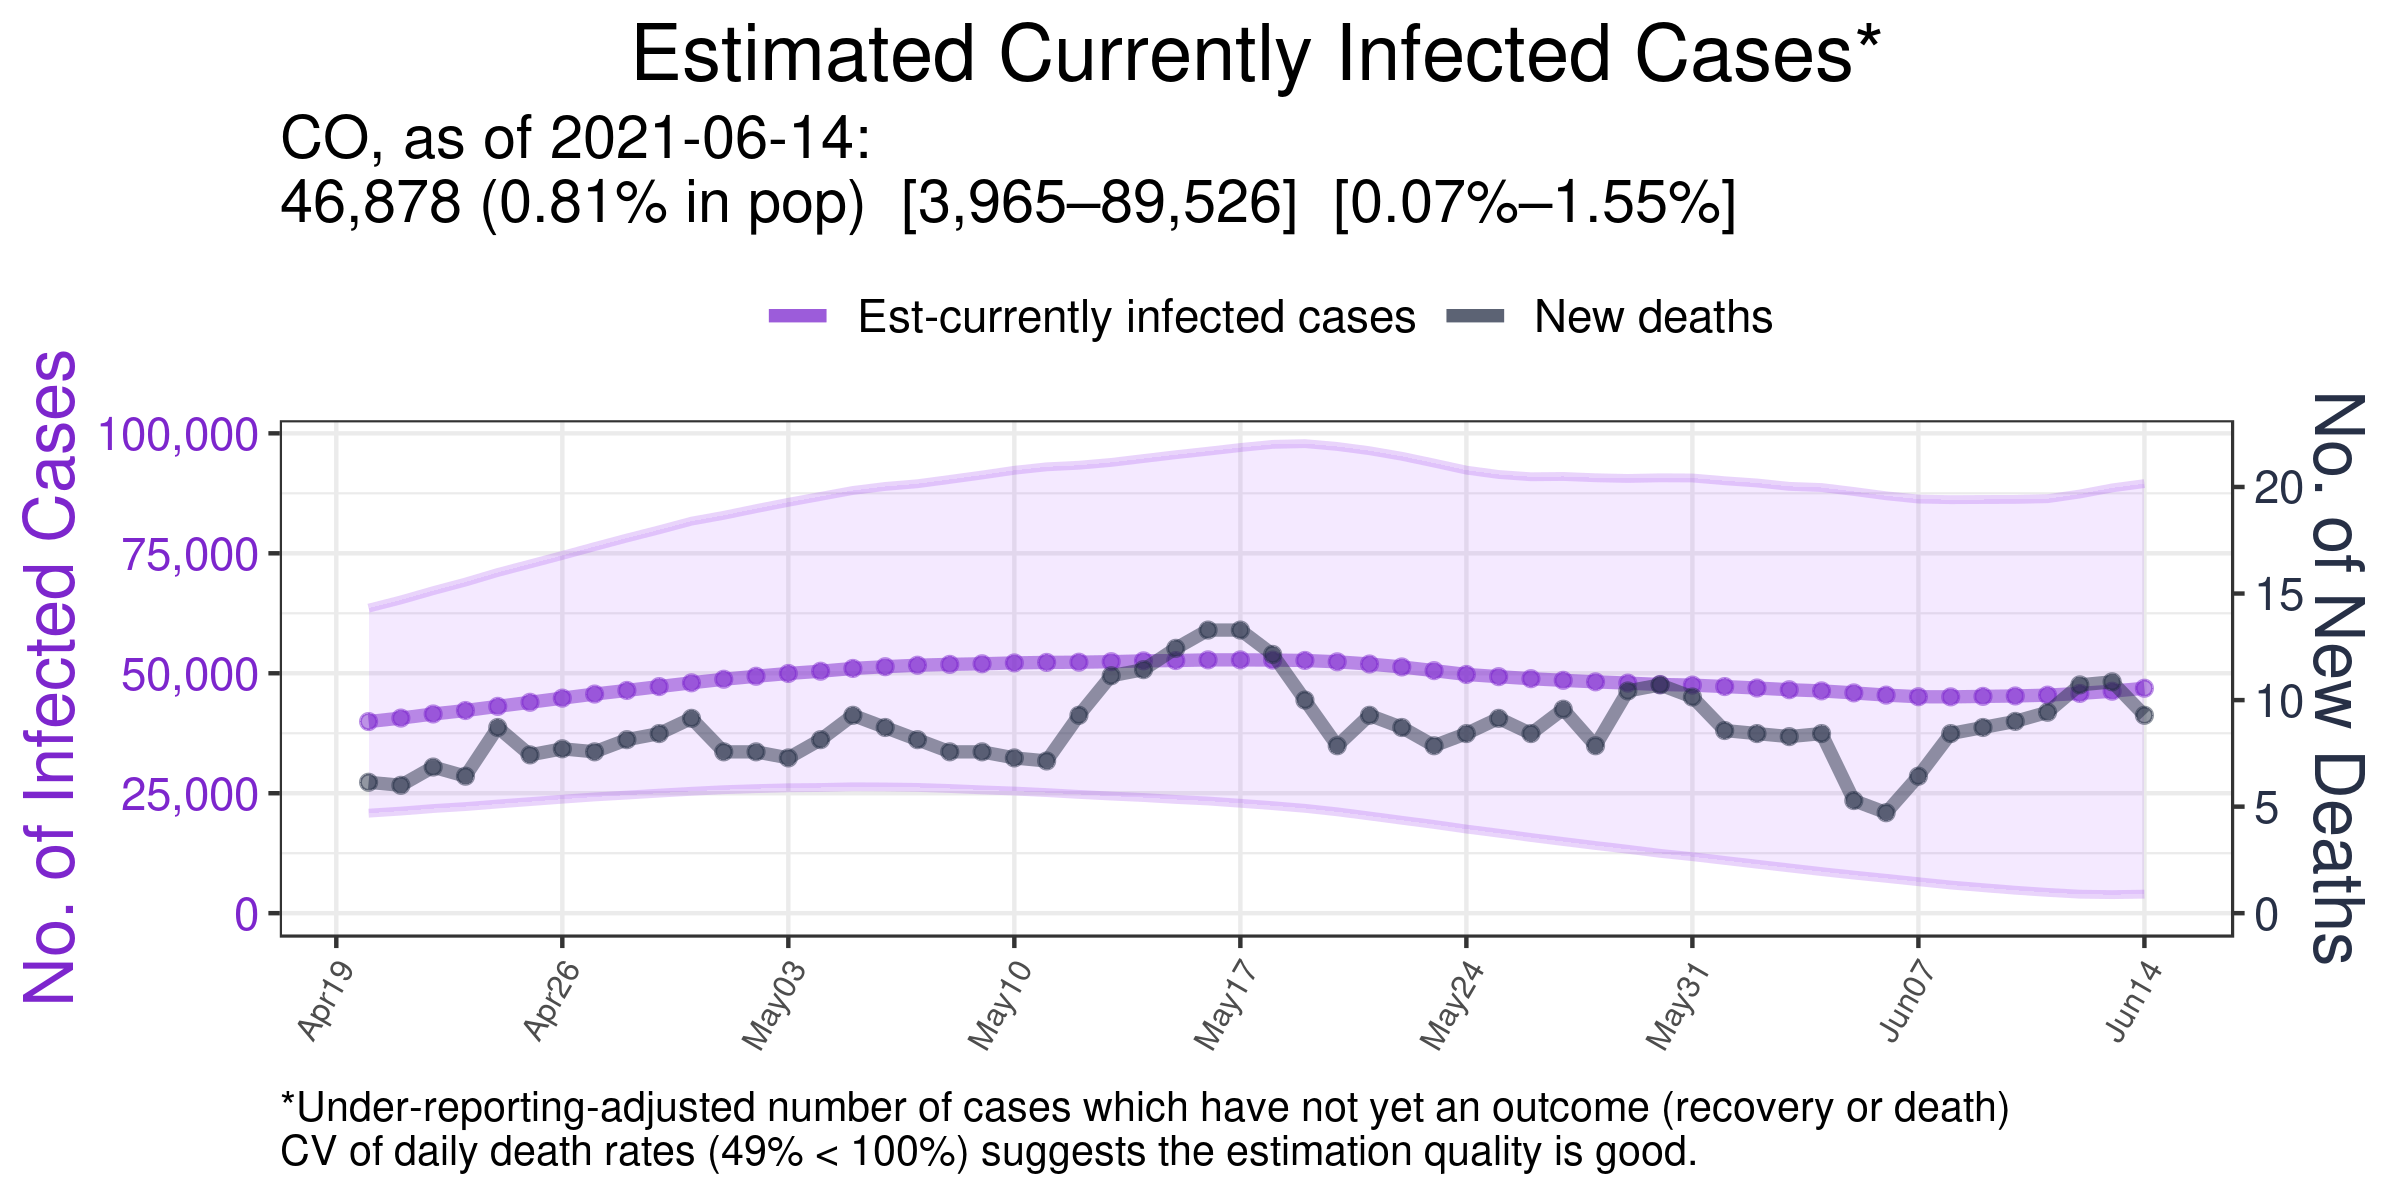 Estimated Currently Infected Cases*
CO, as of 2021-06-14:
46,878 (0.81% in pop)  [3,965–89,526]  [0.07%–1.55%]
Est-currently infected cases
New deaths
No. of Infected Cases
100,000
75,000
50,000
25,000
0
20
15
10
5
0
No. of New Deaths
Apr19
Apr26
May03
May10
May17
May24
May31
Jun07
Jun14
*Under-reporting-adjusted number of cases which have not yet an outcome (recovery or death)
CV of daily death rates (49% < 100%) suggests the estimation quality is good.